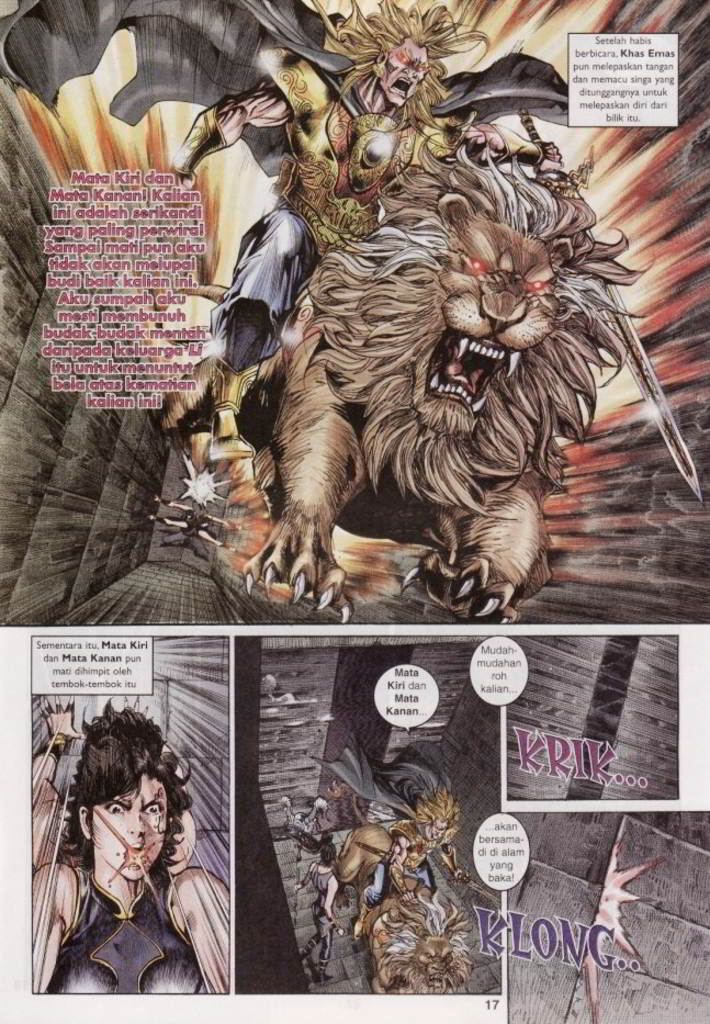 Setelah habis
berbicara, Khas Emas
pun melepaskan tangan
dan memacu singa yang
ditunggangnya untuk
melepaskan diri dari
bilik itu.
Mata Kiri dan
Mata Kanan! Kalian
ini adalah serikandi
yang paling perwira!
Sampai mati pun aku
tidak akan melupai
budi baik kalian ini.
Aku sumpah aku
mesti membunuh
budak-budak mentah
daripada keluarga Li
itu untuk menuntut
bela atas kematian
kalian ini!
Sementara itu, Mata Kiri
dan Mata Kanan pun
mati dihimpit oleh
tembok-tembok itu
Mata
Kiri dan
Mata
Kanan...
Mudah-
mudahan
roh
kalian...
KRIK...
...akan
bersama-
di di alam
yang
baka!
KLONG...
17